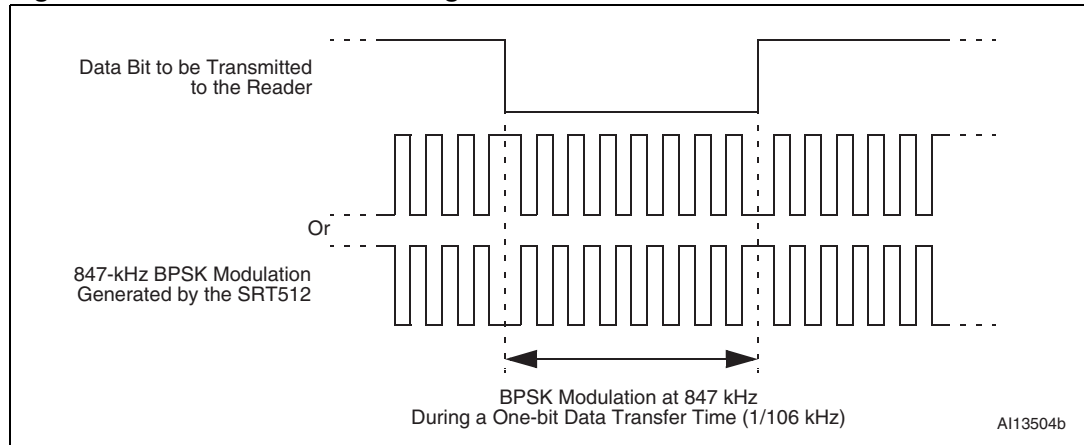 Data Bit to be Transmitted
to the Reader
Or
847-kHz BPSK Modulation
Generated by the SRT512
BPSK Modulation at 847 kHz
During a One-bit Data Transfer Time (1/106 kHz)
AI13504b